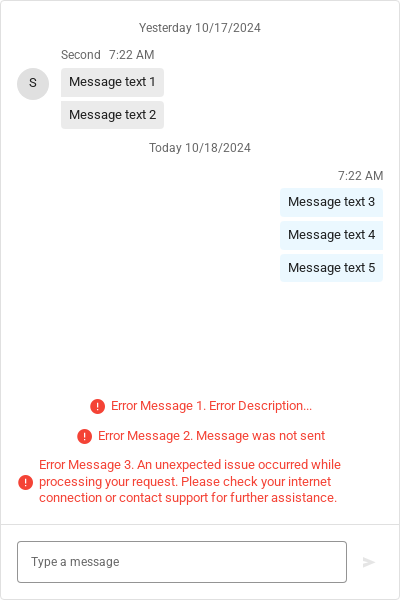 Yesterday 10/17/2024
Second 7:22 AM
S
Message text 1
Message text 2
Today 10/18/2024
7:22 AM
Message text 3
Message text 4
Message text 5
Error Message 1. Error Description...
Error Message 2. Message was not sent
Error Message 3. An unexpected issue occurred while
processing your request. Please check your internet
connection or contact support for further assistance.
Type a message